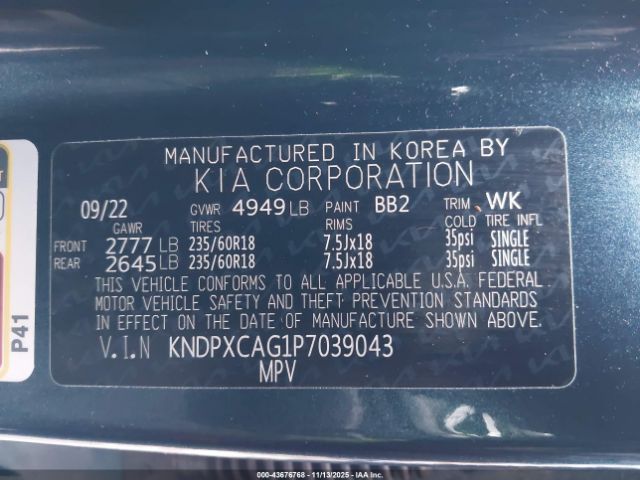 MANUFACTURED IN KOREA BY
KIA CORPORATION
09/22 GVWR 4949 LB PAINT BB2 TRIM WK
GAWR TIRES RIMS COLD TIRE INFL
FRONT 2777 LB 235/60R18 7.5Jx18 35psi SINGLE
REAR 2645 LB 235/60R18 7.5Jx18 35psi SINGLE
THIS VEHICLE CONFORMS TO ALL APPLICABLE U.S.A. FEDERAL
MOTOR VEHICLE SAFETY AND THEFT PREVENTION STANDARDS
IN EFFECT ON THE DATE OF MANUFACTURE SHOWN ABOVE.
V.I.N KNDPXCAG1P7039043
MPV
P41
000-43676768 - 11/13/2025 - IAAI.com